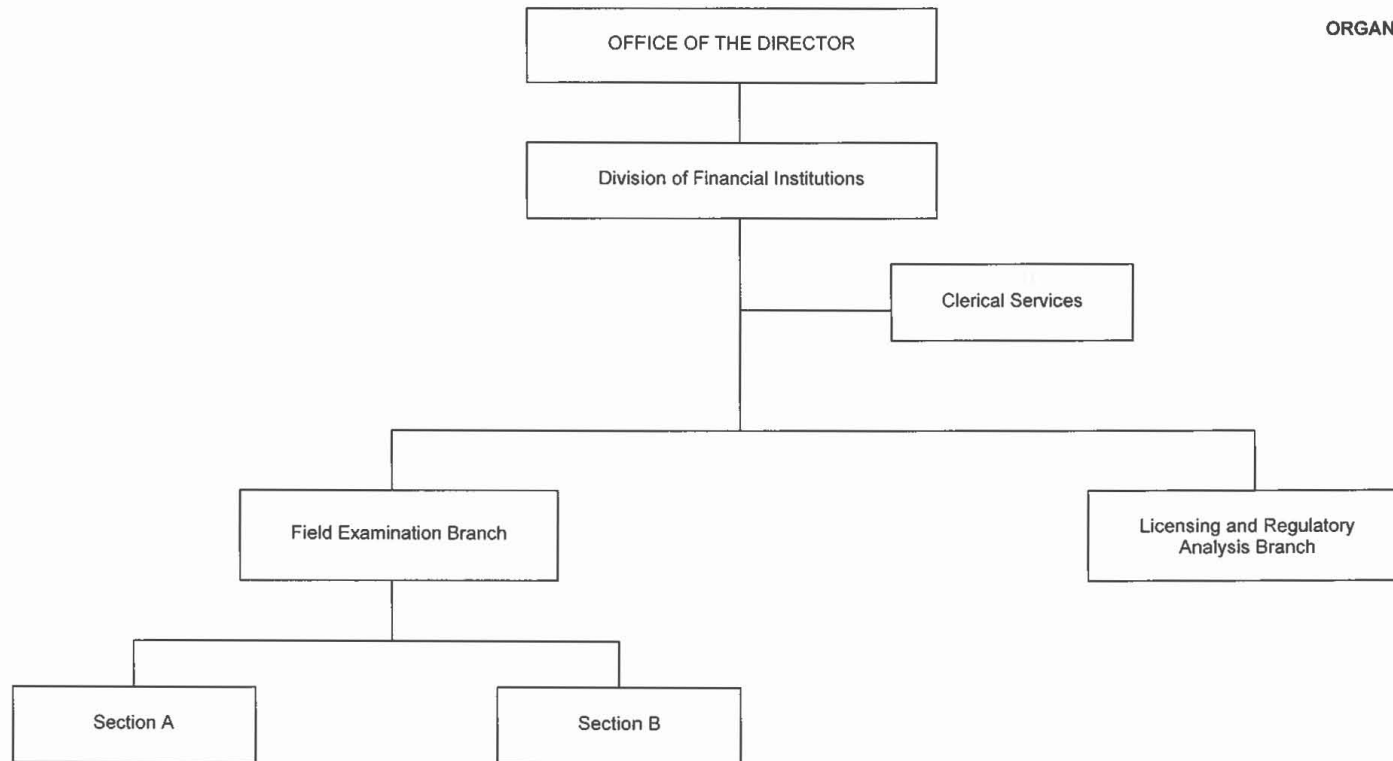 ORGAN
OFFICE OF THE DIRECTOR
Division of Financial Institutions
Clerical Services
Field Examination Branch
Licensing and Regulatory
Analysis Branch
Section A
Section B